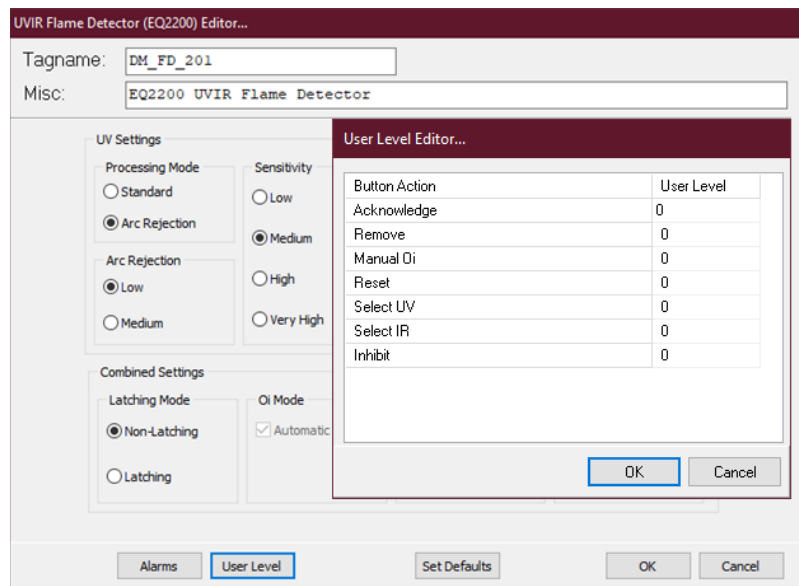 UVIR Flame Detector (EQ2200) Editor...
Tagname: DM_FD_201
Misc: EQ2200 UVIR Flame Detector
UV Settings
Processing Mode
Standard
Arc Rejection
Arc Rejection
Low
Medium
Sensitivity
Low
Medium
High
Very High
Combined Settings
Latching Mode
Non-Latching
Latching
Oi Mode
Automatic
User Level Editor...
Button Action User Level
Acknowledge 0
Remove 0
Manual Oi 0
Reset 0
Select UV 0
Select IR 0
Inhibit 0
OK Cancel
Alarms User Level Set Defaults OK Cancel